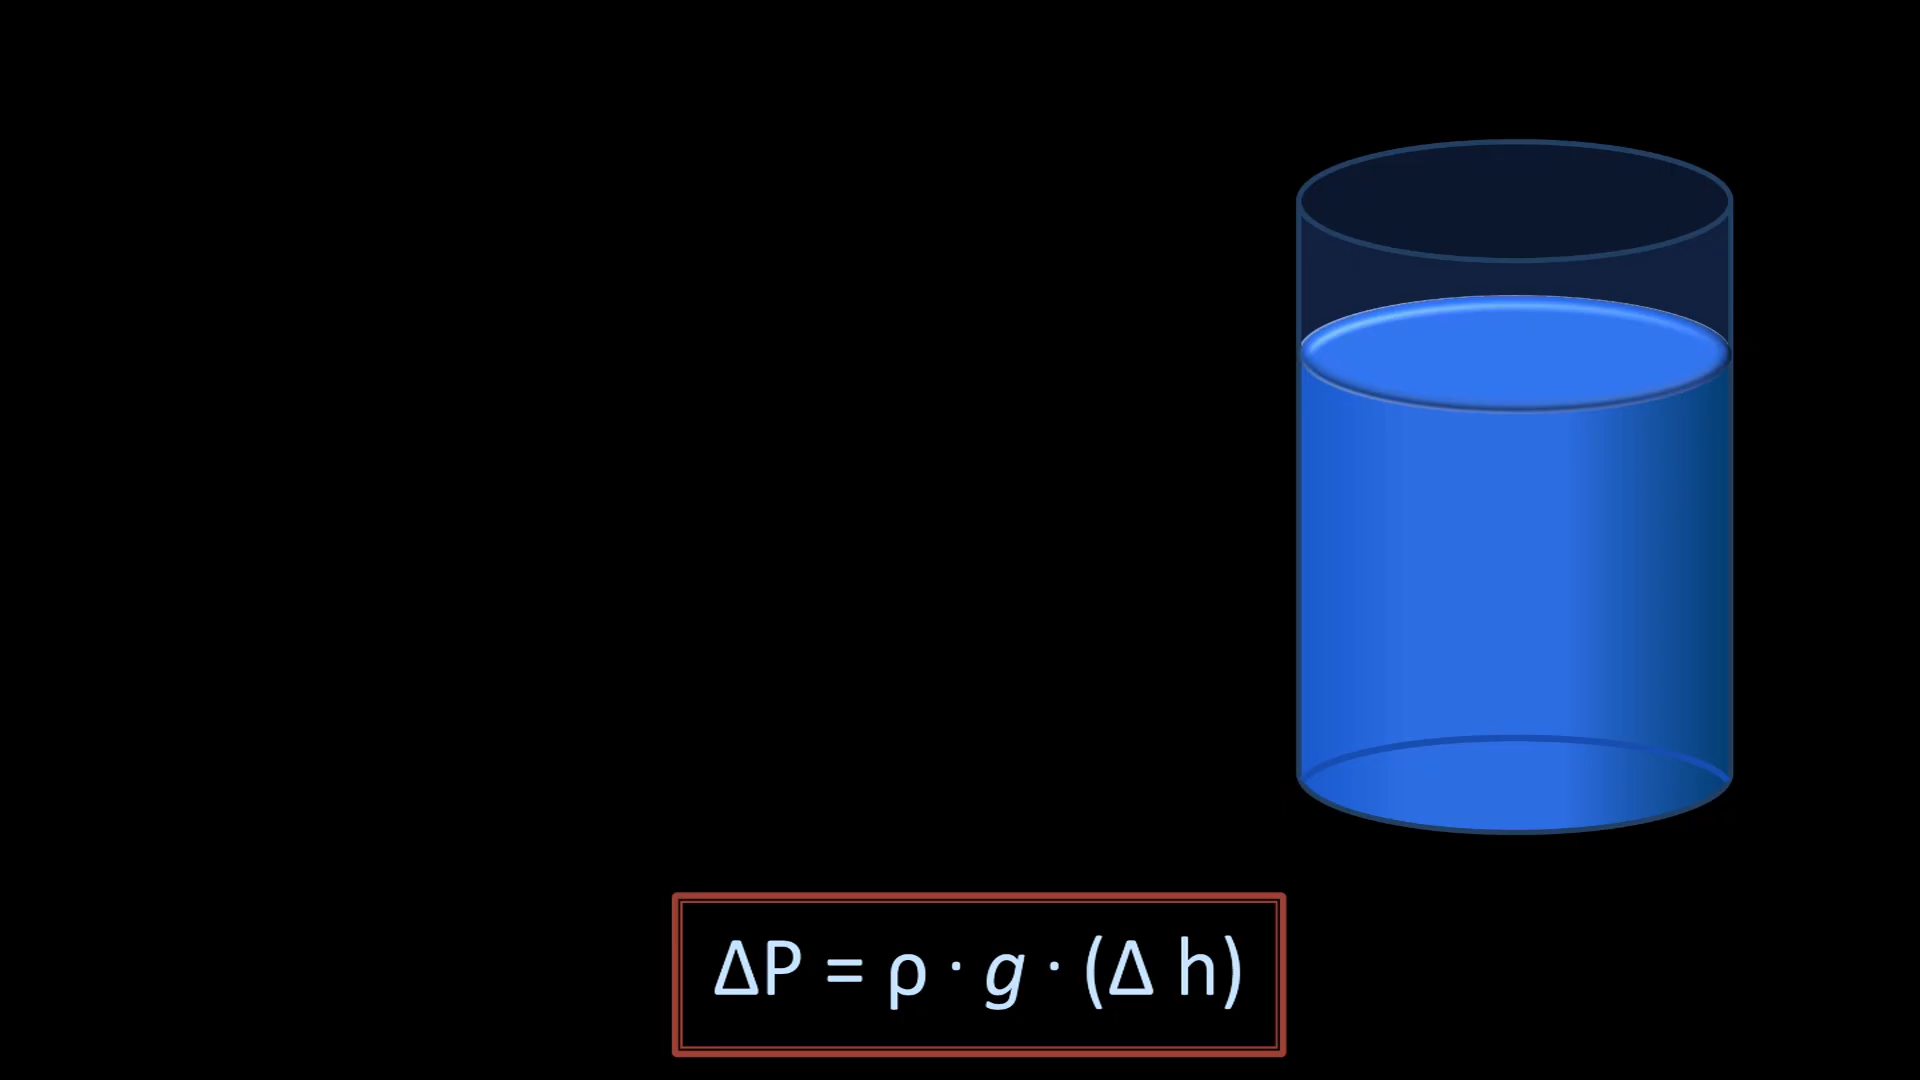 ΔP = ρ · g · (Δ h)